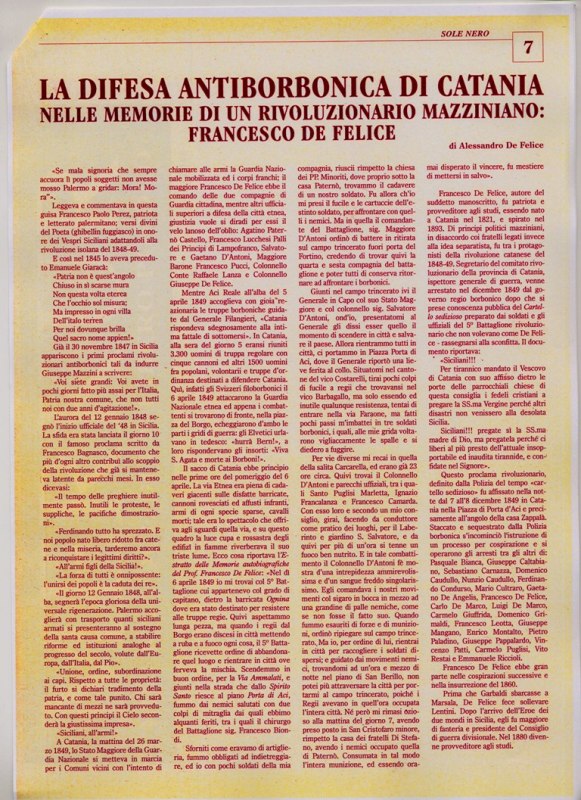 SOLE NERO
7
LA DIFESA ANTIBORBONICA DI CATANIA
NELLE MEMORIE DI UN RIVOLUZIONARIO MAZZINIANO:
FRANCESCO DE FELICE
di Alessandro De Felice
«Se mala signoria che sempre
accuora li popoli soggetti non avesse
mosso Palermo a gridar: Mora! Mo-
ra"».
Leggeva e commentava in questa
guisa Francesco Paolo Perez, patriota
e letterato palermitano; versi divini
del Poeta (ghibellin fuggiasco) in ono-
re dei Vespri Siciliani adattandoli alla
rivoluzione isolana del 1848-49.
E così nel 1845 lo aveva precedu-
to Emanuele Giaracà:
«Patria non è quest'angolo
Chiuso in sì scarse mura
Non questa volta eterea
Che l'occhio sol misura;
Ma impresso in ogni villa
Dell'italo terren
Per noi dovunque brilla
Quel sacro nome appien!»
Già il 30 novembre 1847 in Sicilia
appariscono i primi proclami rivolu-
zionari antiborbonici tali da indurre
Giuseppe Mazzini a scrivere:
«Voi siete grandi: Voi avete in
pochi giorni fatto più assai per l'Italia,
Patria nostra comune, che non tutti
noi con due anni d'agitazione!».
L'aurora del 12 gennaio 1848 se-
gnò l'inizio ufficiale del '48 in Sicilia.
La sfida era stata lanciata il giorno 10
con il famoso proclama scritto da
Francesco Bagnasco, documento che
più d'ogni altro contribuì allo scoppio
della rivoluzione che già si mantene-
va latente da parecchi mesi. In esso
dicevasi:
«Il tempo delle preghiere inutil-
mente passò. Inutili le proteste, le
suppliche, le pacifiche dimostrazio-
ni».
«Ferdinando tutto ha sprezzato. E
noi popolo nato libero ridotto fra cate-
ne e nella miseria, tarderemo ancora
a riconquistare i legittimi diritti?».
«All'armi figli della Sicilia!».
«La forza di tutti è onnipossente:
l'unirsi dei popoli è la caduta dei re».
«Il giorno 12 Gennaio 1848, all'al-
ba, segnerà l'epoca gloriosa della uni-
versale rigenerazione. Palermo acco-
glierà con trasporto quanti siciliani
armati si presenteranno al sostegno
della santa causa comune, a stabilire
riforme ed istituzioni analoghe al
progresso del secolo, volute dall'Eu-
ropa, dall'Italia, dal Pio».
«Unione, ordine, subordinazione
ai capi. Rispetto a tutte le proprietà:
il furto si dichiari tradimento della
patria, e come tale punito. Chi sarà
mancante di mezzi ne sarà provvedu-
to. Con questi principi il Cielo secon-
derà la giustissima impresa».
«Siciliani, all'armi!»
A Catania, la mattina del 26 mar-
zo 1849, lo Stato Maggiore della Guar-
dia Nazionale si metteva in marcia
per i Comuni vicini con l'intento di
chiamare alle armi la Guardia Nazio-
nale mobilizzata ed i corpi franchi; il
maggiore Francesco De Felice ebbe il
comando delle due compagnie di
Guardia cittadina, mentre altri ufficia-
li superiori a difesa della città etnea,
giustizia vuole si diradi per essi il
velo lanoso dell'oblio: Agatino Pater-
nò Castello, Francesco Lucchesi Palli
dei Principi di Lampefranco, Salvato-
re e Gaetano D'Antoni, Maggiore
Barone Francesco Pucci, Colonnello
Conte Raffaele Lanza e Colonnello
Giuseppe De Felice.
Mentre Aci Reale all'alba del 5
aprile 1849 accoglieva con gioia rea-
zionaria le truppe borboniche guida-
te dal Generale Filangieri, «Catania
rispondeva sdegnosamente alla inti-
ma fattale di sottomersi». In Catania,
alla sera del giorno 5 eransi riuniti
3.300 uomini di truppa regolare con
cinque cannoni ed altri 1500 uomini
fra popolani, volontari e truppe d'or-
dinanza destinati a difendere Catania.
Qui, infatti gli Svizzeri filoborbonici il
6 aprile 1849 attaccarono la Guardia
Nazionale etnea ed appena i combat-
tenti si trovarono di fronte, nella piaz-
za del Borgo, echeggiarono d'ambo le
parti i gridi di guerra: gli Elvetici urla-
vano in tedesco: «hurrà Bern!», a
loro rispondevano gli insorti: «Viva
S. Agata e morte ai Borboni!».
Il sacco di Catania ebbe principio
nelle prime ore del pomeriggio del 6
aprile. La via Etnea era piena di cada-
veri giacenti sulle disfatte barricate,
cannoni rovesciati ed affusti infranti,
armi di ogni specie sparse, cavalli
morti; tale era lo spettacolo che offri-
va agli sguardi quella via, e su questo
quadro la luce cupa e rossastra degli
edifizi in fiamme riverberava il suo
triste lume. Ecco cosa riportava l'E-
stratto delle Memorie autobiografiche
del Prof. Francesco De Felice: «Nel dì
6 aprile 1849 io mi trovai col 5° Bat-
taglione cui appartenevo col grado di
capitano, dietro la barricata Ognina
dove era stato destinato per resistere
alle truppe regie. Quivi aspettammo
lunga pezza, ma quando i regii dal
Borgo erano discesi in città mettendo
a ruba e a fuoco ogni cosa, il 5° Batta-
glione ricevette ordine di abbandona-
re quel luogo e rientrare in città ove
ferveva la mischia. Scendemmo in
buon ordine, per la Via Ammalati, e
giunti nella strada che dallo Spirito
Santo riesce al piano Porta di Aci,
fummo dai nemici salutati con due
colpi di mitraglia dai quali ebbimo
alquanti feriti, tra i quali il chirurgo
del Battaglione sig. Francesco Bion-
di.
Sforniti come eravamo di artiglie-
ria, fummo obbligati ad indietreggia-
re, ed io con pochi soldati della mia
compagnia, riuscii rimpetto la chiesa
dei PP. Minoriti, dove proprio sotto la
casa Paternò, trovammo il cadavere
di un nostro soldato. Fu allora ch'io
mi presi il fucile e le cartucce dell'e-
stinto soldato, per affrontare con que-
li i nemici. Ma in quella il comandan-
te del Battaglione, sig. Maggiore
D'Antoni ordinò di battere in ritirata
sul campo trincerato fuori porta del
Fortino, credendo di trovar quivi la
quarta e sesta compagnia del batta-
glione e poter tutti di conserva ritor-
nare ad affrontare i borbonici.
Giunti nel campo trincerato ivi il
Generale in Capo col suo Stato Mag-
giore e col colonnello sig. Salvatore
D'Antoni, ond'io, presentatomi al
Generale gli dissi esser quello il
momento di scendere in città e salva-
re il paese. Allora rientrammo tutti in
città, ci portammo in Piazza Porta di
Aci, dove il Generale riportò una lie-
ve ferita al collo. Situatomi nel canto-
ne del vico Costarelli, tirai pochi colpi
di fucile a regii che trovavansi nel
vico Barbagallo, ma solo essendo ed
inutile qualunque resistenza, tentai di
entrare nella via Paraone, ma fatti
pochi passi m'imbattei in tre soldati
borbonici, i quali, alle mie grida volta-
rono vigliaccamente le spalle e si
diedero a fuggire.
Per vie diverse mi recai in quella
della salita Carcarella, ed erano già 23
ore circa. Quivi trovai il Colonnello
D'Antoni e parecchi uffiziali, tra i qua-
li Santo Puglisi Marletta, Ignazio
Francalanza e Francesco Camarda.
Con esso loro e secondo un mio con-
siglio, girai, facendo da conduttore
come pratico dei luoghi, per il Labe-
rinto e giardino S. Salvatore, e da
quivi per più di un'ora si tenne un
fuoco ben nutrito. E in tale combatti-
mento il Colonnello D'Antoni fe mo-
stra d'una intrepidezza ammirevolis-
sima e d'un sangue freddo singolaris-
simo. Egli comandava i nostri movi-
menti col sigaro in bocca in mezzo ad
una grandine di palle nemiche, come
se non fosse il fatto suo. Quando
fummo esauriti di forze e di munizio-
ni, ordinò ripiegare sul campo trince-
rato. Ma io, per ordine di lui, rientrai
in città per raccogliere i soldati di-
spersi; e guidato dai movimenti nemi-
ci, trovandomi ad un'ora e mezzo di
notte nel piano di San Berillo, non
potei più attraversare la città per por-
tarmi al campo trincerato, poiché i
Regii avevano in quell'ora occupata
l'intera città. Né però mi rimasi inoo-
so alla mattina del giorno 7, avendo
preso posto in San Cristofaro minore,
rimpetto la casa dei fratelli Di Stefa-
no, avendo i nemici occupato quella
di Paternò. Consumata in tal modo
l'intera munizione, ed essendo ora-
mai disperato il vincere, fu mestiere
di mettersi in salvo».
Francesco De Felice, autore del
suddetto manoscritto, fu patriota e
provveditore agli studi, essendo nato
a Catania nel 1821, e spirato nel
1893. Di principi politici mazziniani,
in disaccordo coi fratelli legati invece
alla idea separatista, fu tra i protago-
nisti della rivoluzione catanese del
1848-49. Segretario del comitato rivo-
luzionario della provincia di Catania,
ispettore generale di guerra, venne
arrestato nel dicembre 1849 dal go-
verno regio borbonico dopo che si
prese conoscenza pubblica del Cartel-
lo sedizioso preparato dai soldati e gli
uffiziali del 5° Battaglione rivoluzio-
nario che non volevano come De Feli-
ce - rassegnarsi alla sconfitta. Il docu-
mento riportava:
«Siciliani!!!
Per tirannico mandato il Vescovo
di Catania con suo affisso dietro le
porte delle parrocchiali chiese di
questa consiglia i fedeli cristiani a
pregare la SS.ma Vergine perché altri
disastri non venissero alla desolata
Sicilia.
Siciliani!!! pregate sì la SS.ma
madre di Dio, ma pregatela perché ci
liberi al più presto dell'attuale insop-
portabile ed inaudita tirannide, e con-
fidate nel Signore».
Questo proclama rivoluzionario,
definito dalla Polizia del tempo «car-
tello sedizioso» fu affissato nella not-
te dal 7 all'8 dicembre 1849 in Cata-
nia nella Piazza di Porta d'Aci e preci-
samente all'angolo della casa Zappalà.
Staccato e sequestrato dalla Polizia
borbonica s'incominciò l'istruzione di
un processo per cospirazione e si
operarono gli arresti tra gli altri di:
Pasquale Bianca, Giuseppe Caltabia-
no, Sebastiano Carnazza, Domenico
Caudullo, Nunzio Caudullo, Ferdinan-
do Condurso, Mario Cultraro, Gaeta-
no De Angelis, Francesco De Felice,
Carlo De Marco, Luigi De Marco,
Carmelo Giuffrida, Domenico Gri-
maldi, Francesco Leotta, Giuseppe
Mangano, Enrico Montalto, Pietro
Paladino, Giuseppe Pappalardo, Vin-
cenzo Patti, Carmelo Puglisi, Vito
Restai e Emmanuele Riccioli.
Francesco De Felice ebbe gran
parte nelle cospirazioni successive e
nella insurrezione del 1860.
Prima che Garibaldi sbarcasse a
Marsala, De Felice fece sollevare
Lentini. Dopo l'arrivo dell'Eroe dei
due mondi in Sicilia, egli fu maggiore
di fanteria e presidente del Consiglio
di guerra divisionale. Nel 1880 diven-
ne provveditore agli studi.